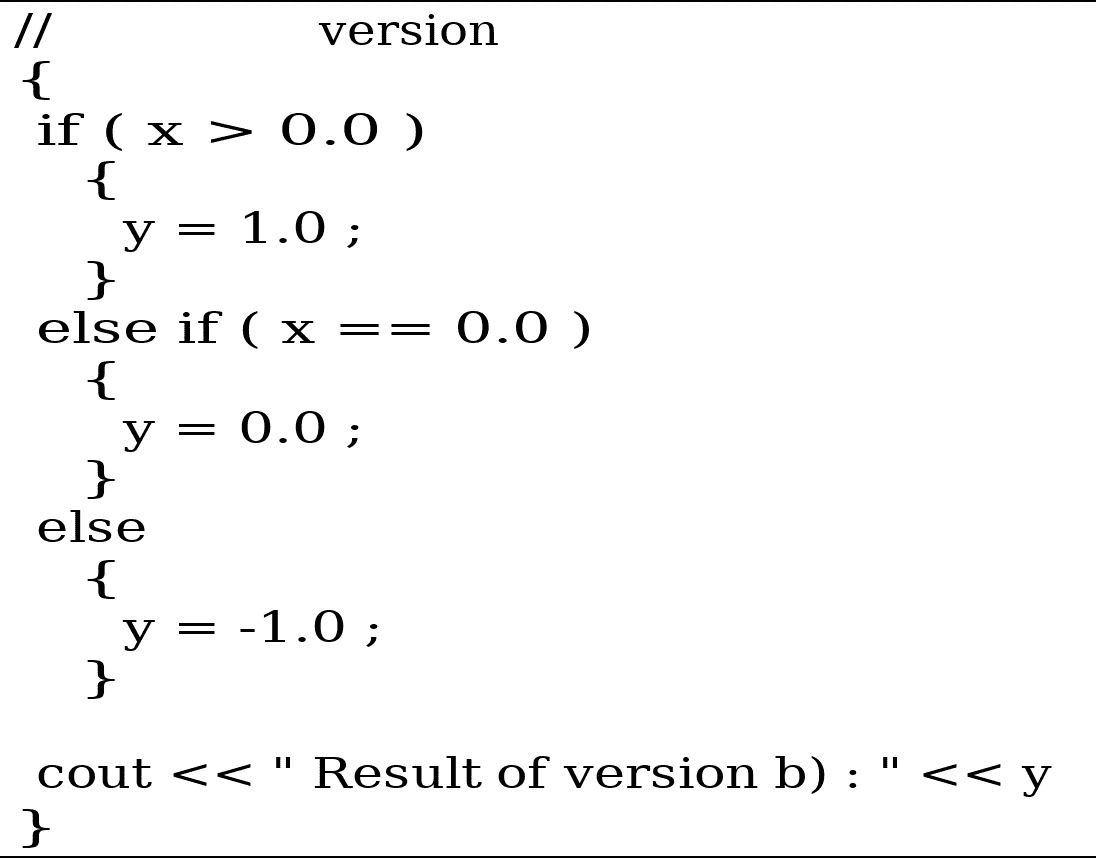 // version
{
if ( x > 0.0 )
{
y = 1.0 ;
}
else if ( x == 0.0 )
{
y = 0.0 ;
}
else
{
y = -1.0 ;
}
cout << " Result of version b) : " << y
}